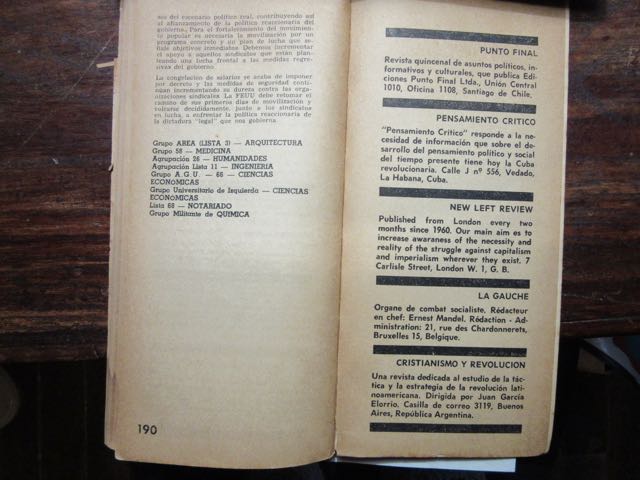 nos del escenario político real, contribuyendo así
al afianzamiento de la política reaccionaria del
gobierno. Para el fortalecimiento del movimiento
popular es necesaria la movilización por un
programa concreto y un plan de lucha que se
fije objetivos inmediatos. Debemos incrementar
el apoyo a aquellos sindicatos que están plan-
teando una lucha frontal a las medidas regre-
sivas del gobierno.
La congelación de salarios se acaba de imponer
por decreto y las medidas de seguridad conti-
núan incrementando su dureza contra las orga-
nizaciones sindicales. La FEUU debe retomar el
camino de sus primeros días de movilización y
volcarse decididamente, junto a los sindicatos
en lucha, a enfrentar la política reaccionaria de
la dictadura "legal" que nos gobierna.
Grupo AREA (LISTA 3) — ARQUITECTURA
Grupo 58 — MEDICINA
Agrupación 26 — HUMANIDADES
Agrupación Lista 11 — INGENIERIA
Grupo A.G.U. — 66 — CIENCIAS
ECONOMICAS
Grupo Universitario de Izquierda — CIENCIAS
ECONOMICAS
Lista 68 — NOTARIADO
Grupo Militante de QUIMICA
190
PUNTO FINAL
Revista quincenal de asuntos políticos, in-
formativos y culturales, que publica Edi-
ciones Punto Final Ltda., Unión Central
1010, Oficina 1108, Santiago de Chile.
PENSAMIENTO CRITICO
"Pensamiento Crítico" responde a la ne-
cesidad de información que sobre el de-
sarrollo del pensamiento político y social
del tiempo presente tiene hoy la Cuba
revolucionaria. Calle J nº 556, Vedado,
La Habana, Cuba.
NEW LEFT REVIEW
Published from London every two
months since 1960. Our main aim es to
increase awaraness of the necessity and
reality of the struggle against capitalism
and imperialism wherever they exist. 7
Carlisle Street, London W. 1, G. B.
LA GAUCHE
Organe de combat socialiste. Rédacteur
en chef: Ernest Mandel. Rédaction - Ad-
ministration: 21, rue des Chardonnerets,
Bruxelles 15, Belgique.
CRISTIANISMO Y REVOLUCION
Una revista dedicada al estudio de la tác-
tica y la estrategia de la revolución lati-
noamericana. Dirigida por Juan García
Elorrio. Casilla de correo 3119, Buenos
Aires, República Argentina.